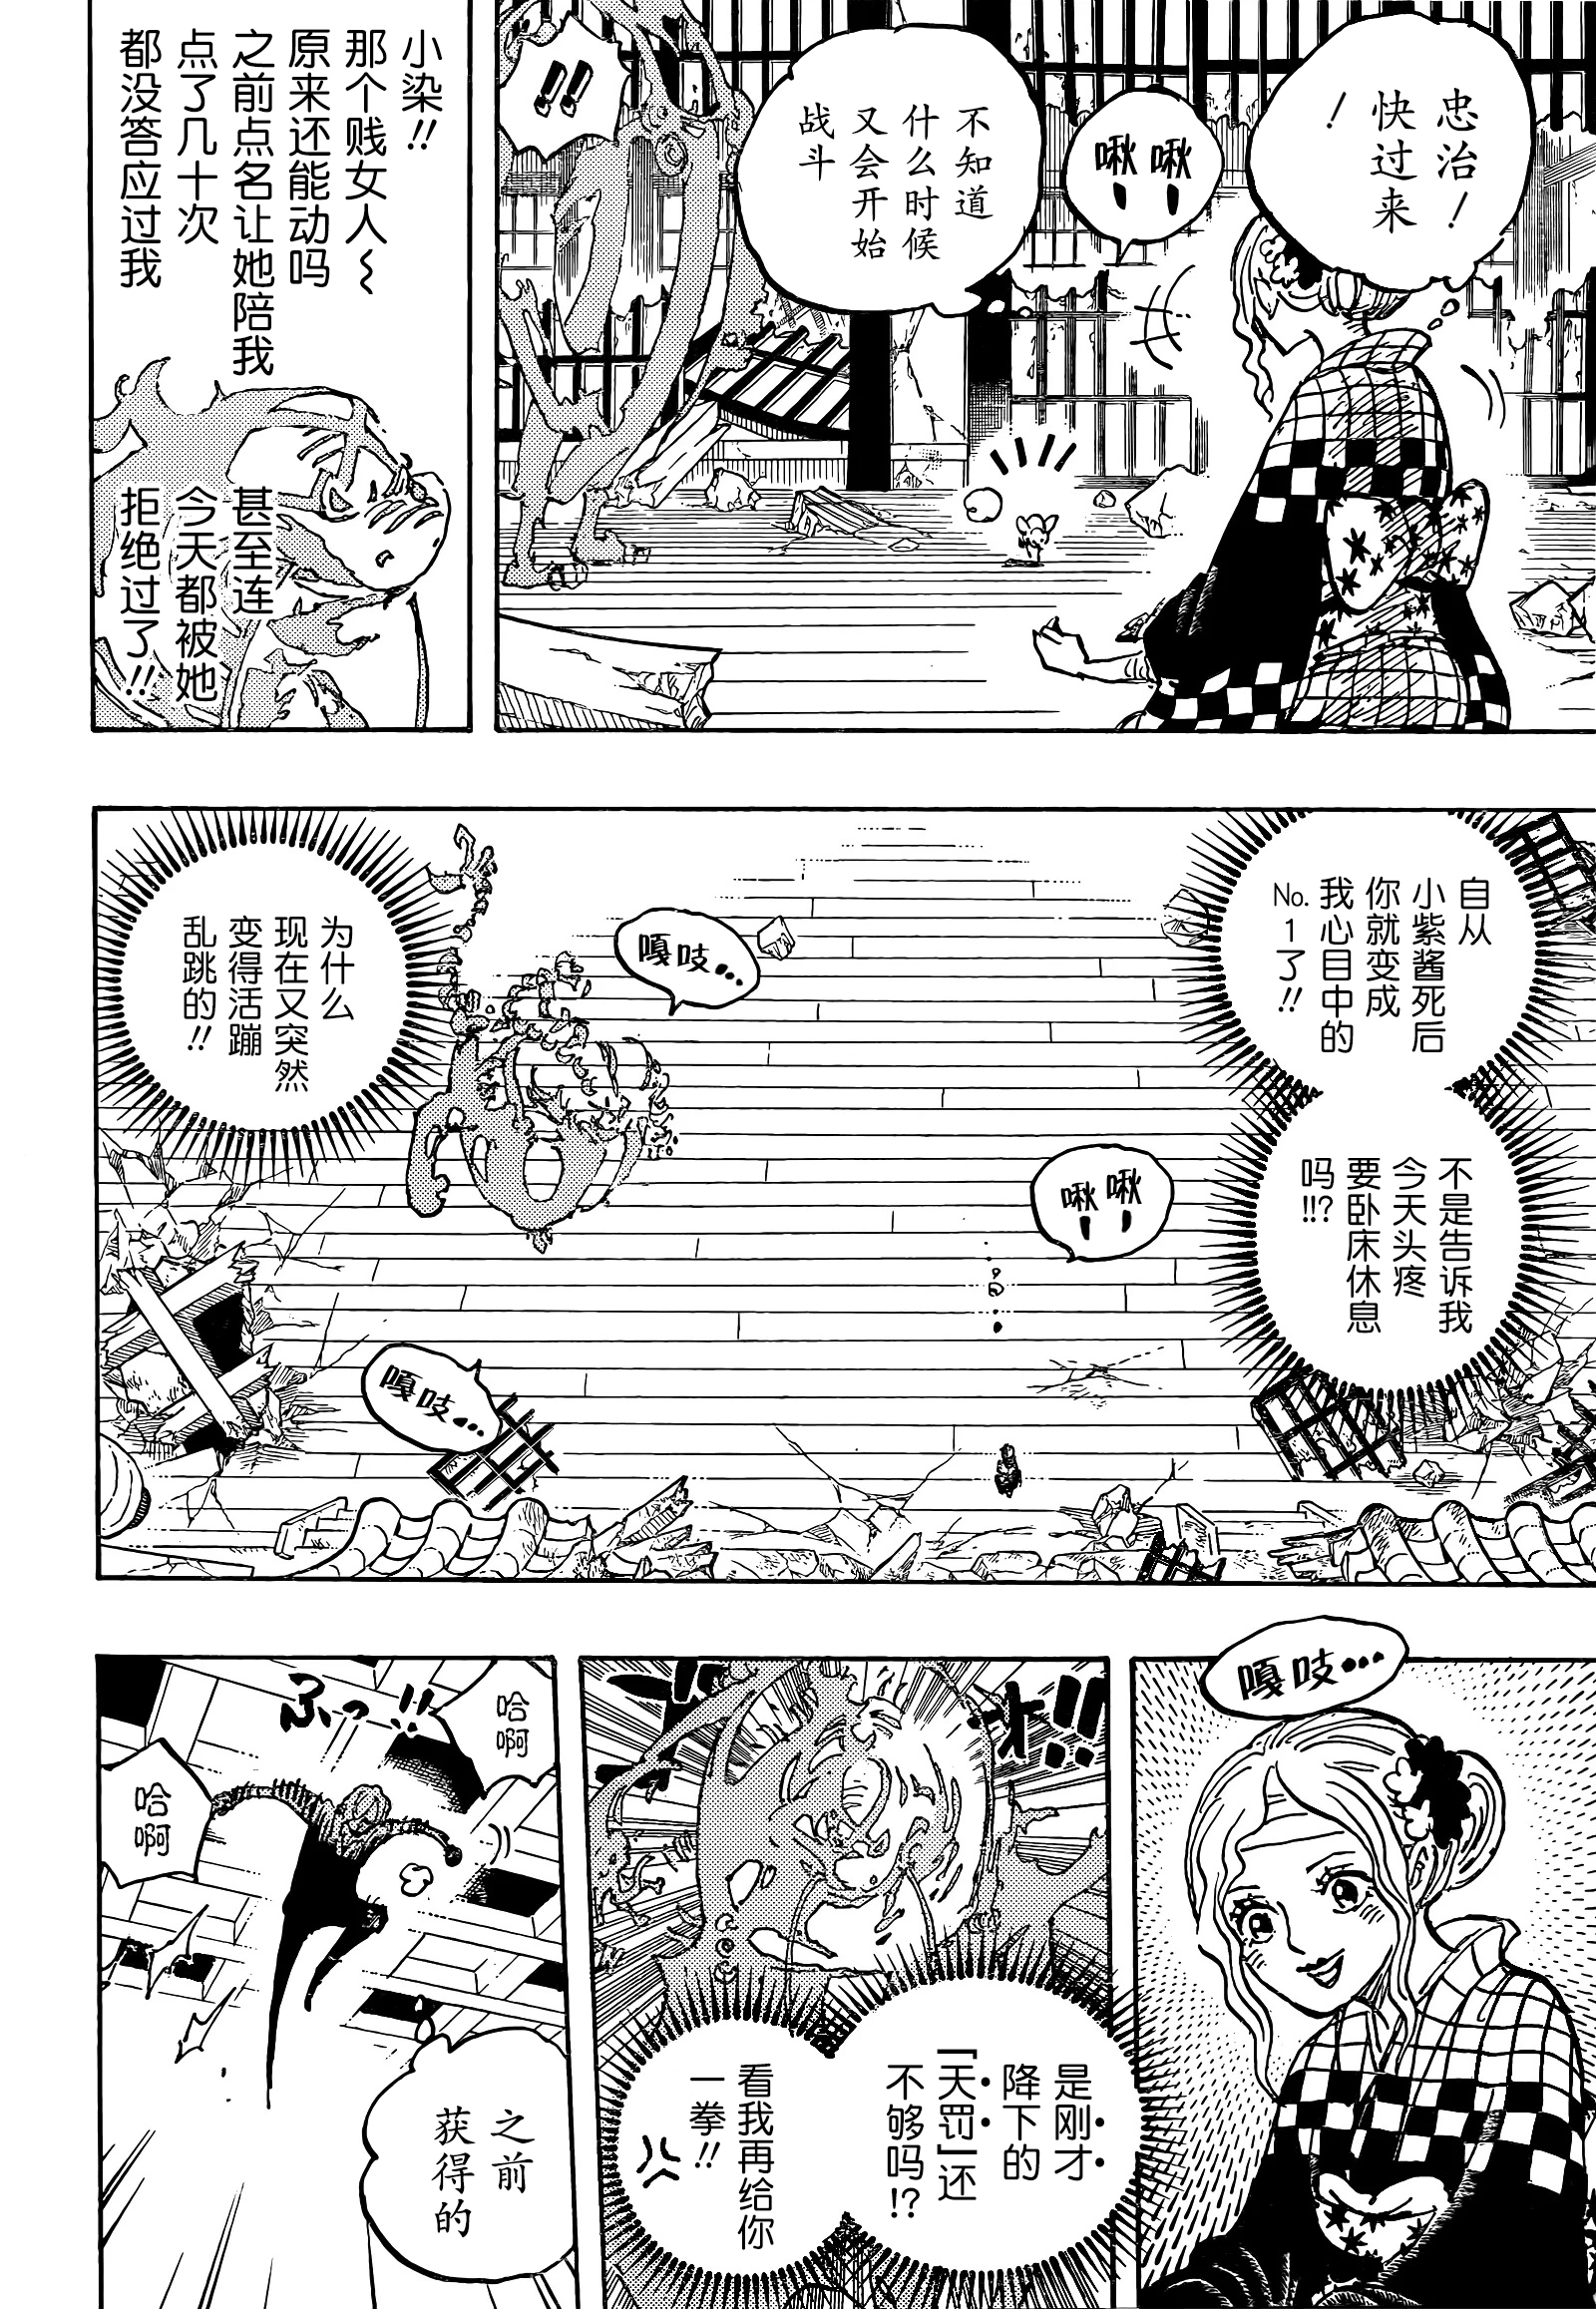 忠治！
快过来
！
啾啾
不知道
什么时候
又会开始
战斗
!!
小染!!
那个贱女人～
原来还能动吗
之前点名让她陪我
点了几十次
都没答应过我
甚至连
今天都被她
拒绝过了!!
自从
小紫酱死后
你就变成
我心目中的
No.1了!!
不是告诉我
今天头疼
要卧床休息
吗!!?
嘎吱…
啾啾
为什么
现在又突然
变得活蹦
乱跳的!!
嘎吱…
嘎吱…
是刚才
降下的
「天罚」还
不够吗!?
看我再给你
一拳!!
哈啊
ふっ!!
哈啊
之前
获得的